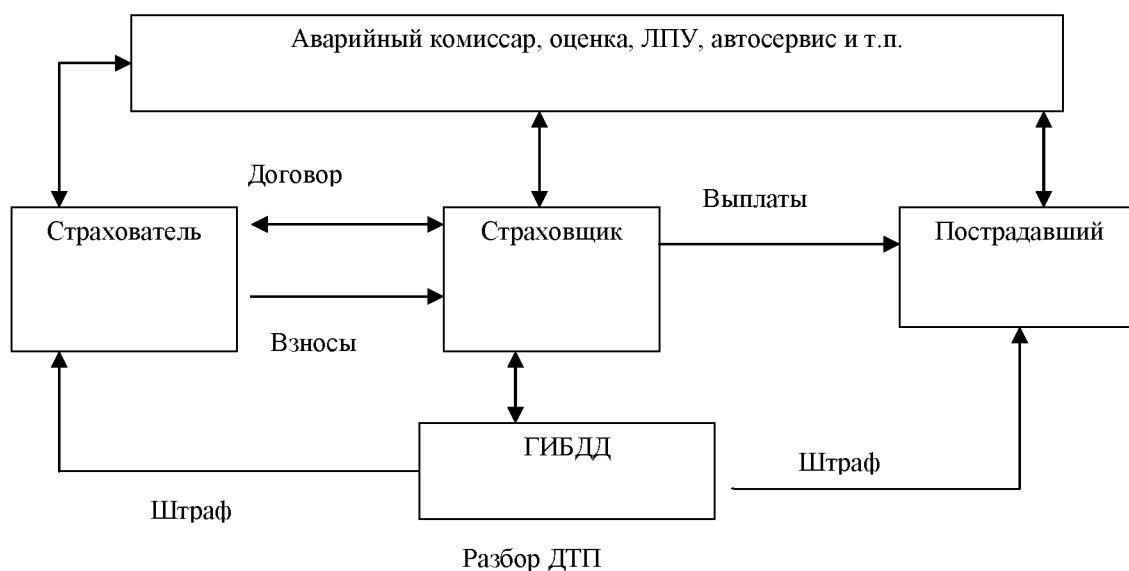 Аварийный комиссар, оценка, ЛПУ, автосервис и т.п.
Договор
Выплаты
Страхователь
Страховщик
Пострадавший
Взносы
ГИБДД
Штраф
Штраф
Разбор ДТП